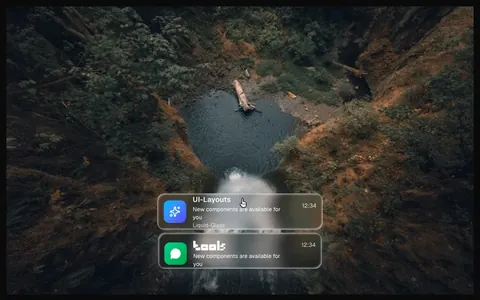 UI-Layouts
12:34
New components are available for
you
Liquid-Glass
tools
12:34
New components are available for
you